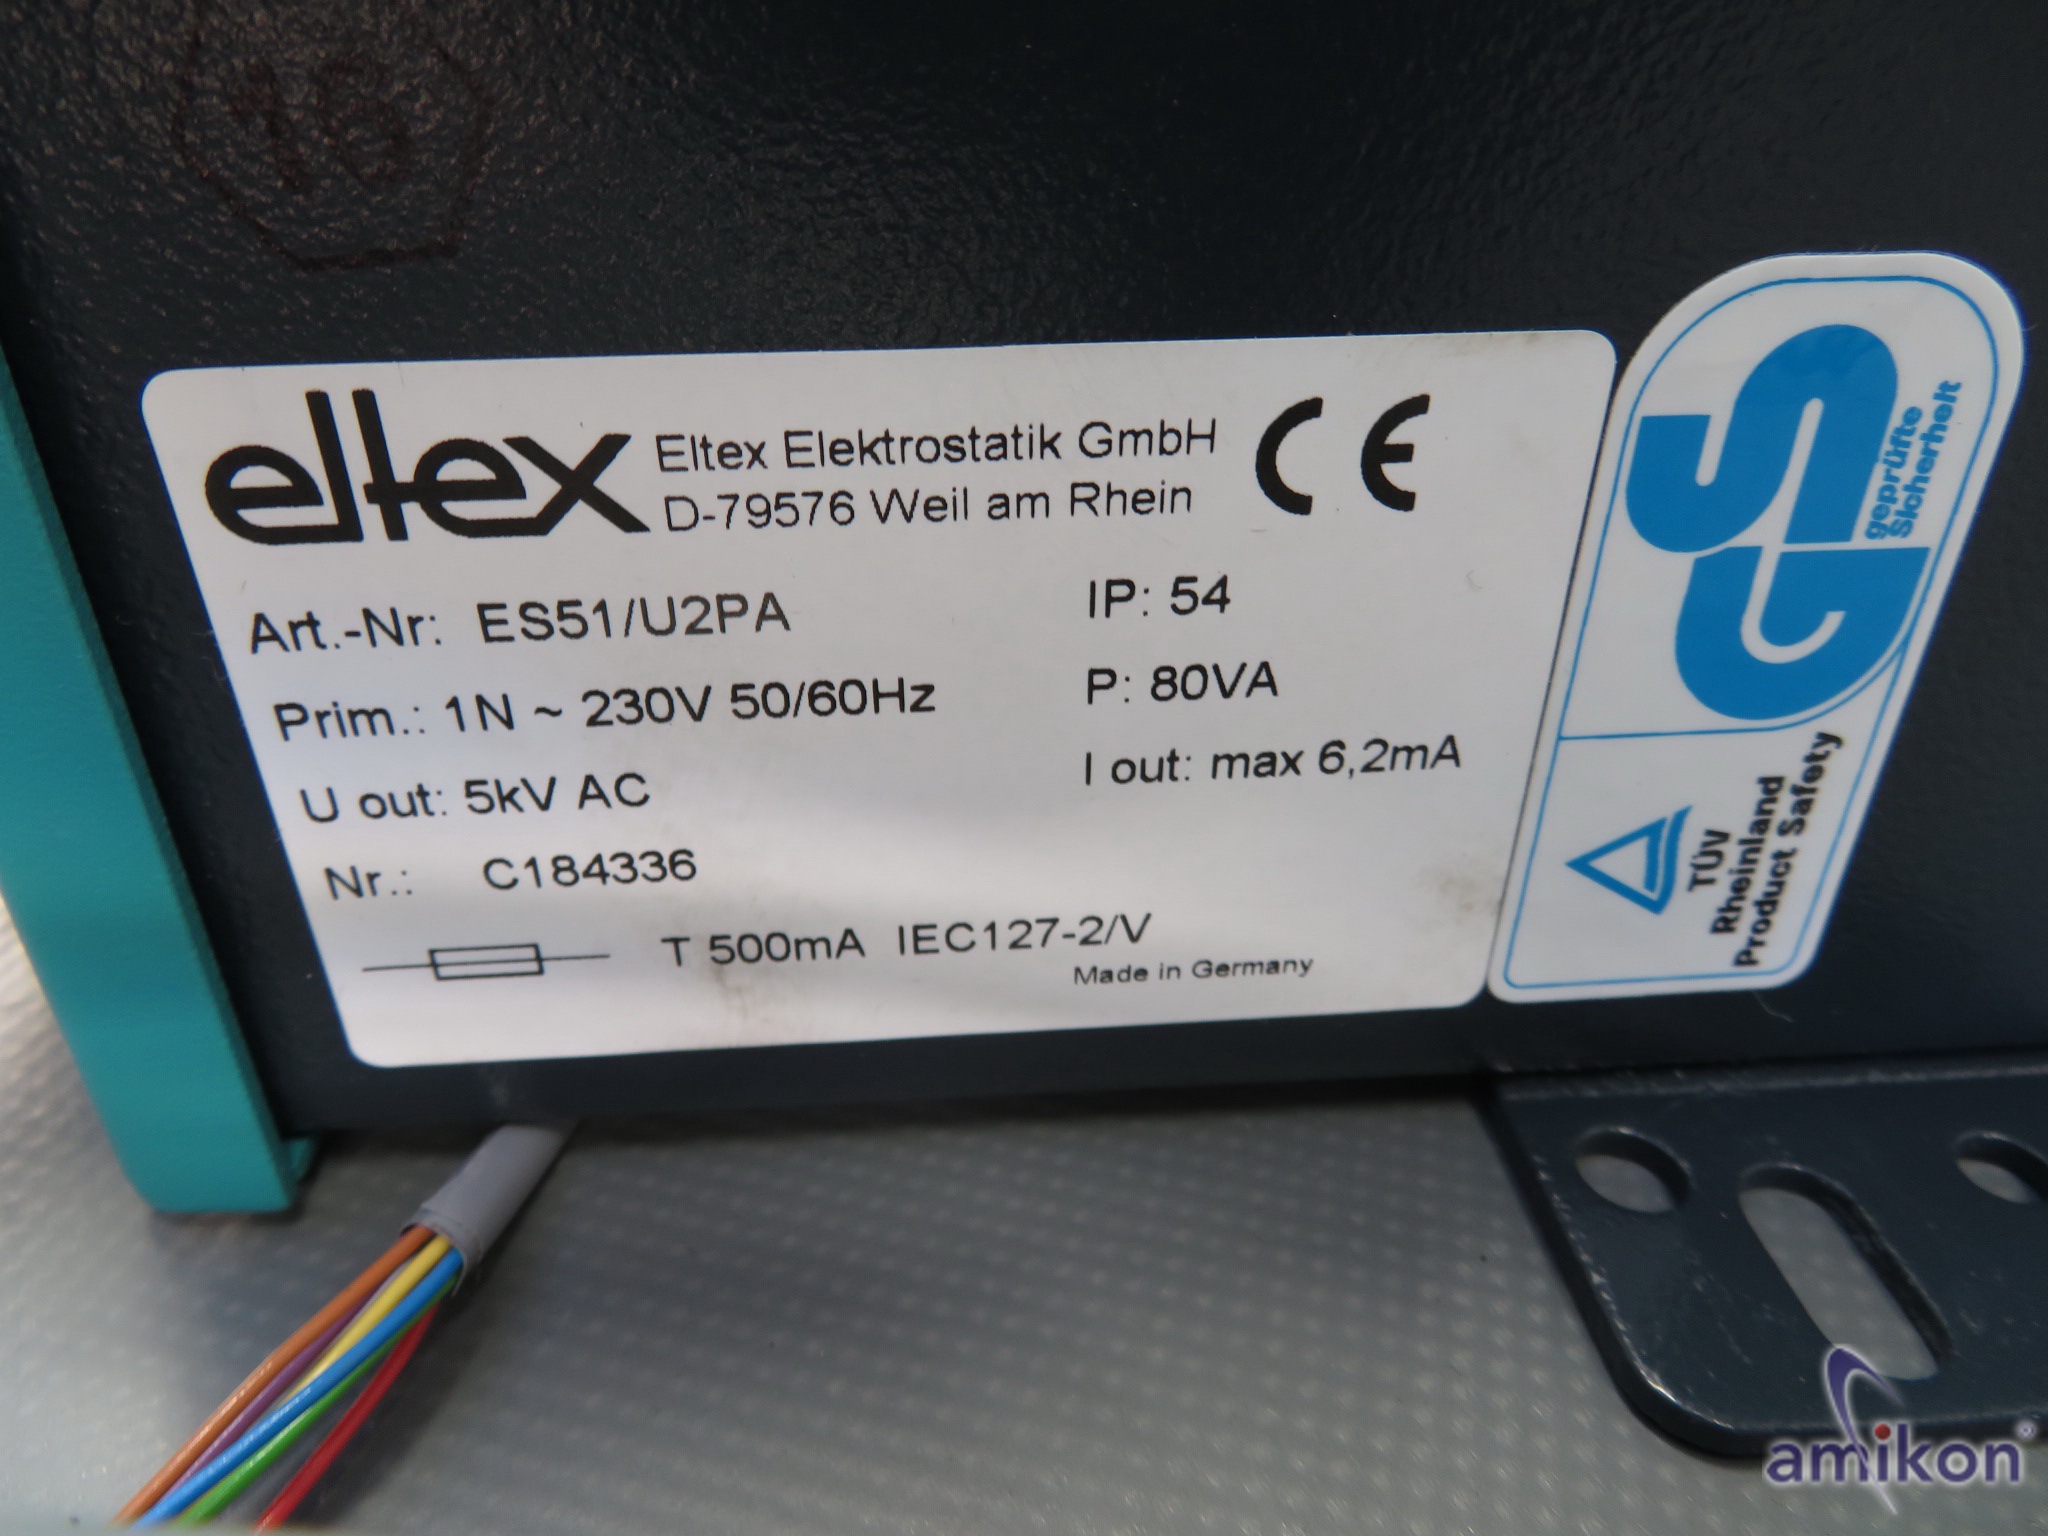 16
eltex
Eltex Elektrostatik GmbH
D-79576 Weil am Rhein
CE
Art.-Nr: ES51/U2PA
IP: 54
Prim.: 1N ~ 230V 50/60Hz
P: 80VA
U out: 5kV AC
I out: max 6,2mA
Nr.: C184336
T 500mA IEC127-2/V
Made in Germany
GS
geprüfte
Sicherheit
TÜV
Rheinland
Product Safety
amikon®